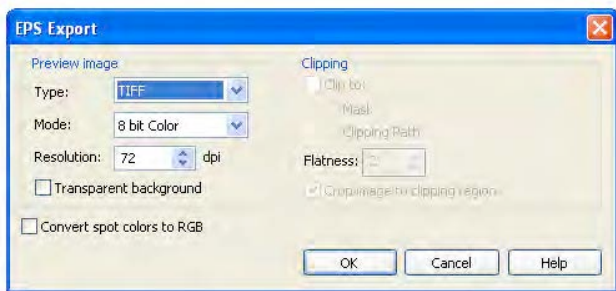 EPS Export
Preview image
Type: TIFF
Mode: 8 bit Color
Resolution: 72 dpi
Transparent background
Convert spot colors to RGB
Clipping
Clip to:
Mask
Clipping Path
Flatness:
Crop image to clipping region
OK Cancel Help